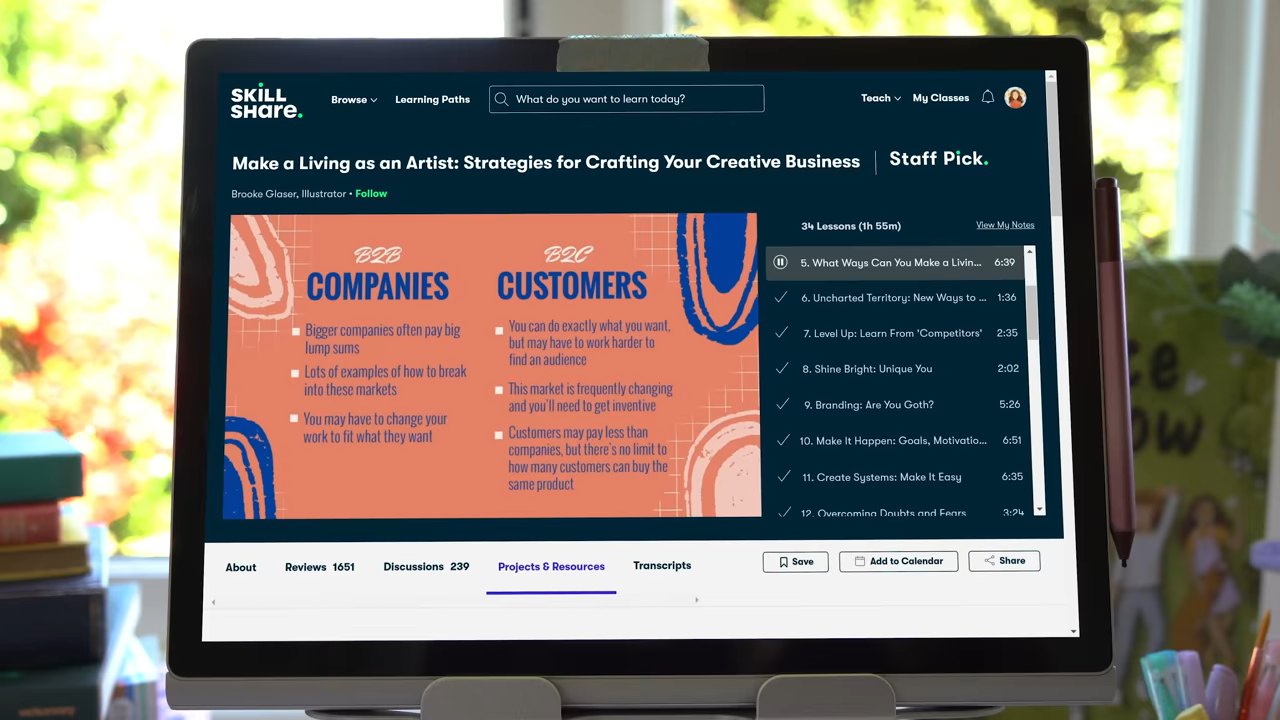 SKILL
SHARE.
Browse
Learning Paths
What do you want to learn today?
Teach
My Classes
Make a Living as an Artist: Strategies for Crafting Your Creative Business
Staff Pick.
Brooke Glaser, Illustrator • Follow
B2B
COMPANIES
Bigger companies often pay big
lump sums
Lots of examples of how to break
into these markets
You may have to change your
work to fit what they want
B2C
CUSTOMERS
You can do exactly what you want,
but may have to work harder to
find an audience
This market is frequently changing
and you'll need to get inventive
Customers may pay less than
companies, but there's no limit to
how many customers can buy the
same product
34 Lessons (1h 55m)
View My Notes
5. What Ways Can You Make a Livin... 6:39
6. Uncharted Territory: New Ways to ... 1:36
7. Level Up: Learn From 'Competitors' 2:35
8. Shine Bright: Unique You 2:02
9. Branding: Are You Goth? 5:26
10. Make It Happen: Goals, Motivatio... 6:51
11. Create Systems: Make It Easy 6:35
12. Overcoming Doubts and Fears 3:24
About
Reviews 1651
Discussions 239
Projects & Resources
Transcripts
Save
Add to Calendar
Share